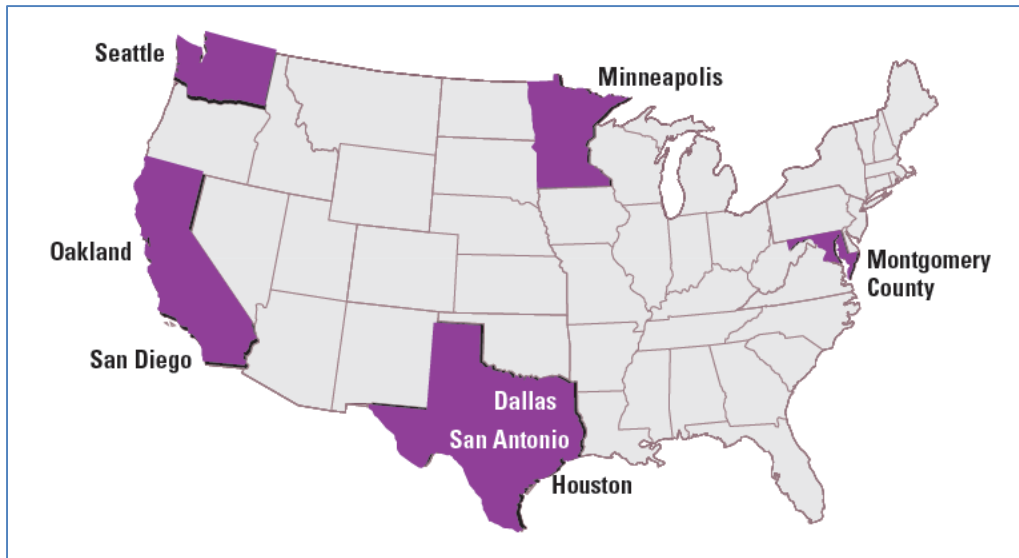 Seattle
Minneapolis
Oakland
Montgomery
County
San Diego
Dallas
San Antonio
Houston